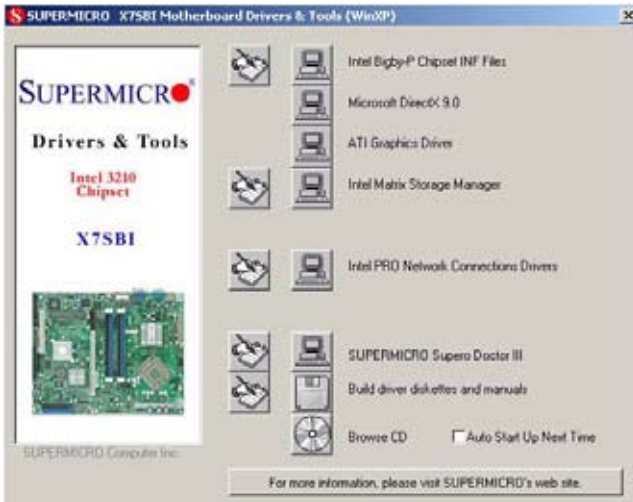 SUPERMICRO X7SBI Motherboard Drivers & Tools (WinXP)
SUPERMICRO
Drivers & Tools
Intel 3210
Chipset
X7SBI
SUPERMICRO Computer Inc.
Intel Bigby-P Chipset INF Files
Microsoft DirectX 9.0
ATI Graphics Driver
Intel Matrix Storage Manager
Intel PRO Network Connections Drivers
SUPERMICRO Supero Doctor III
Build driver diskettes and manuals
Browse CD
Auto Start Up Next Time
For more information, please visit SUPERMICRO's web site.